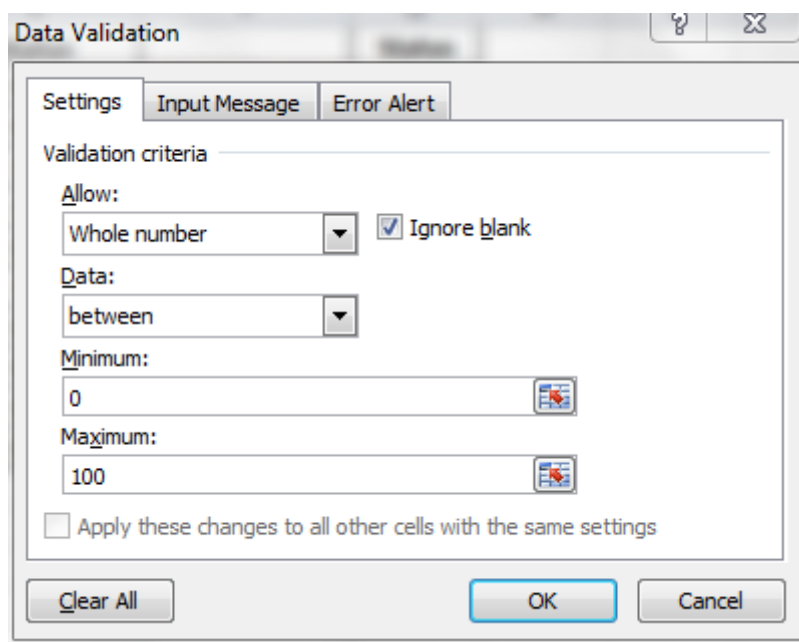 Data Validation
Settings Input Message Error Alert
Validation criteria
Allow:
Whole number Ignore blank
Data:
between
Minimum:
0
Maximum:
100
Apply these changes to all other cells with the same settings
Clear All OK Cancel